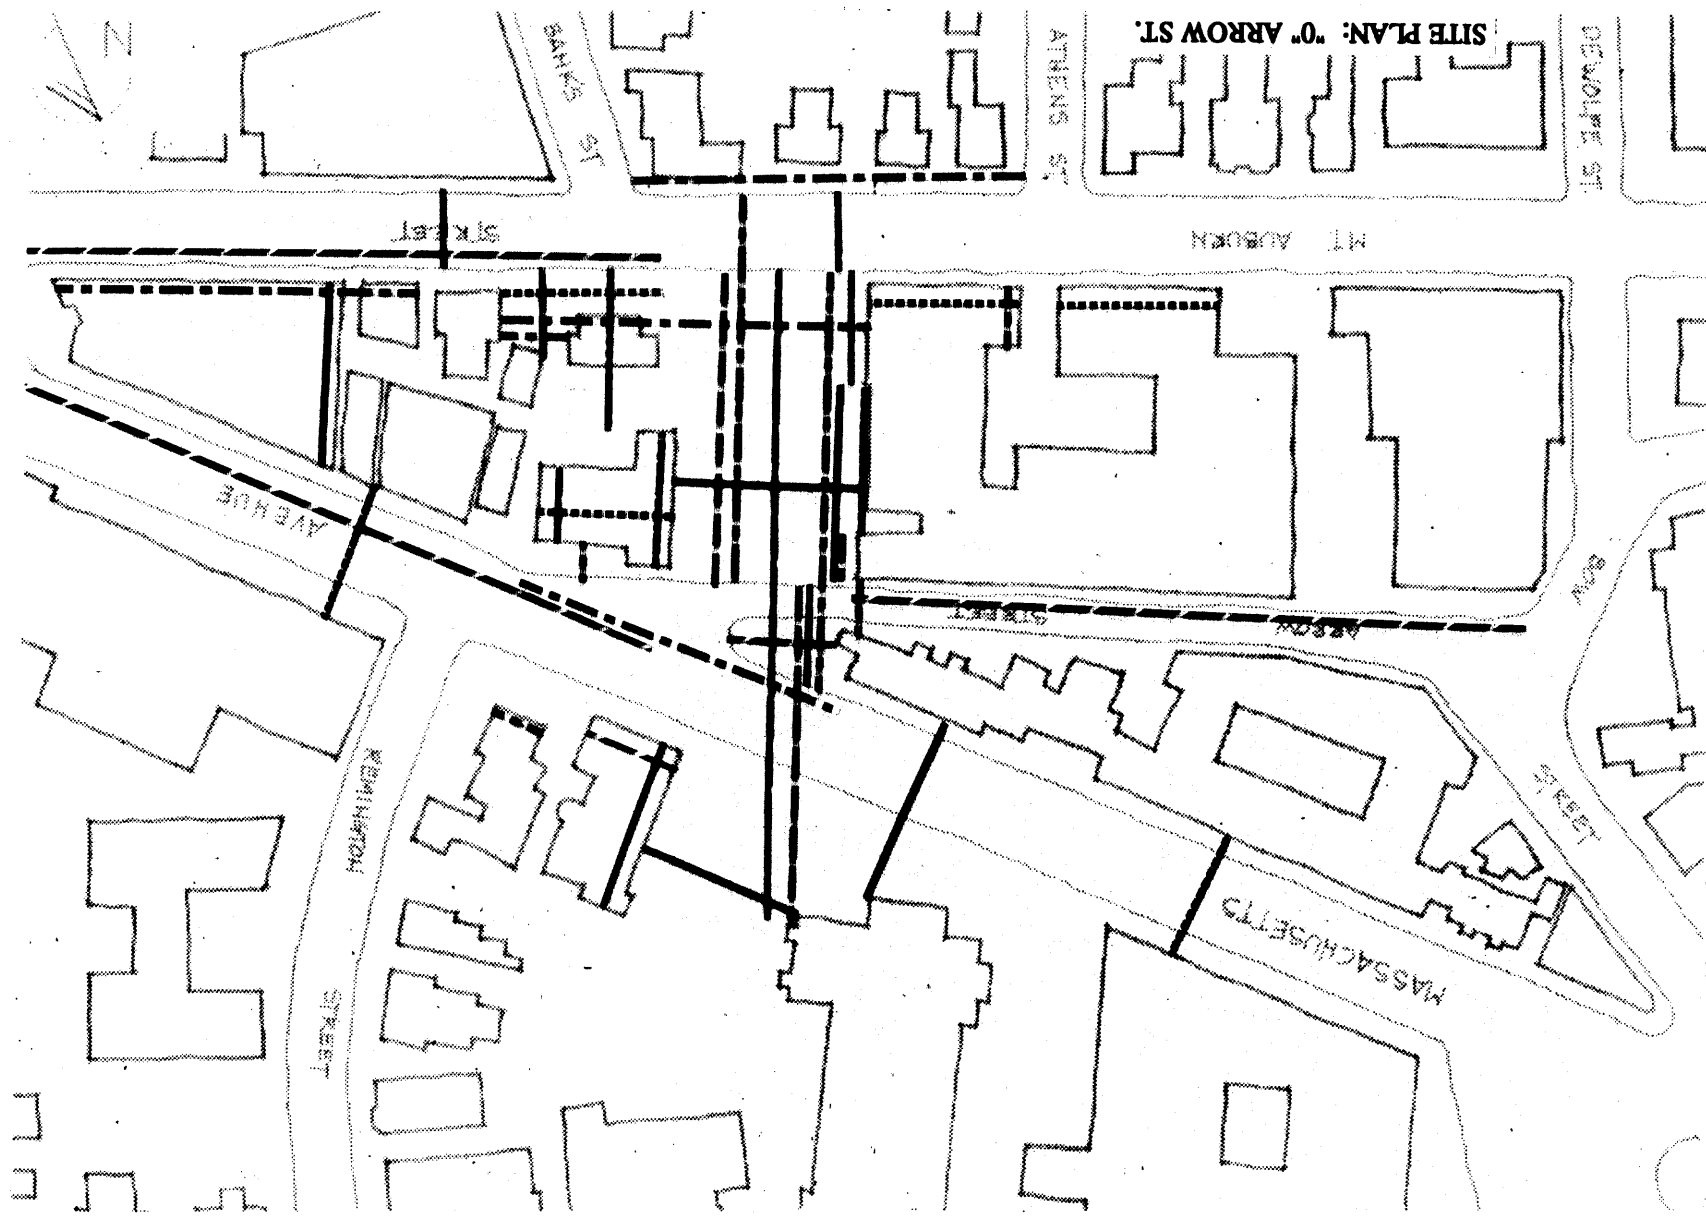 SITE PLAN: "0" ARROW ST.
N
BANKS ST
ATHENS ST.
DEWOLFE ST.
STREET
MT AUBURN
AVENUE
STREET
ARROW
BOW
STREET
REMINGTON
STREET
MASSACHUSETTS